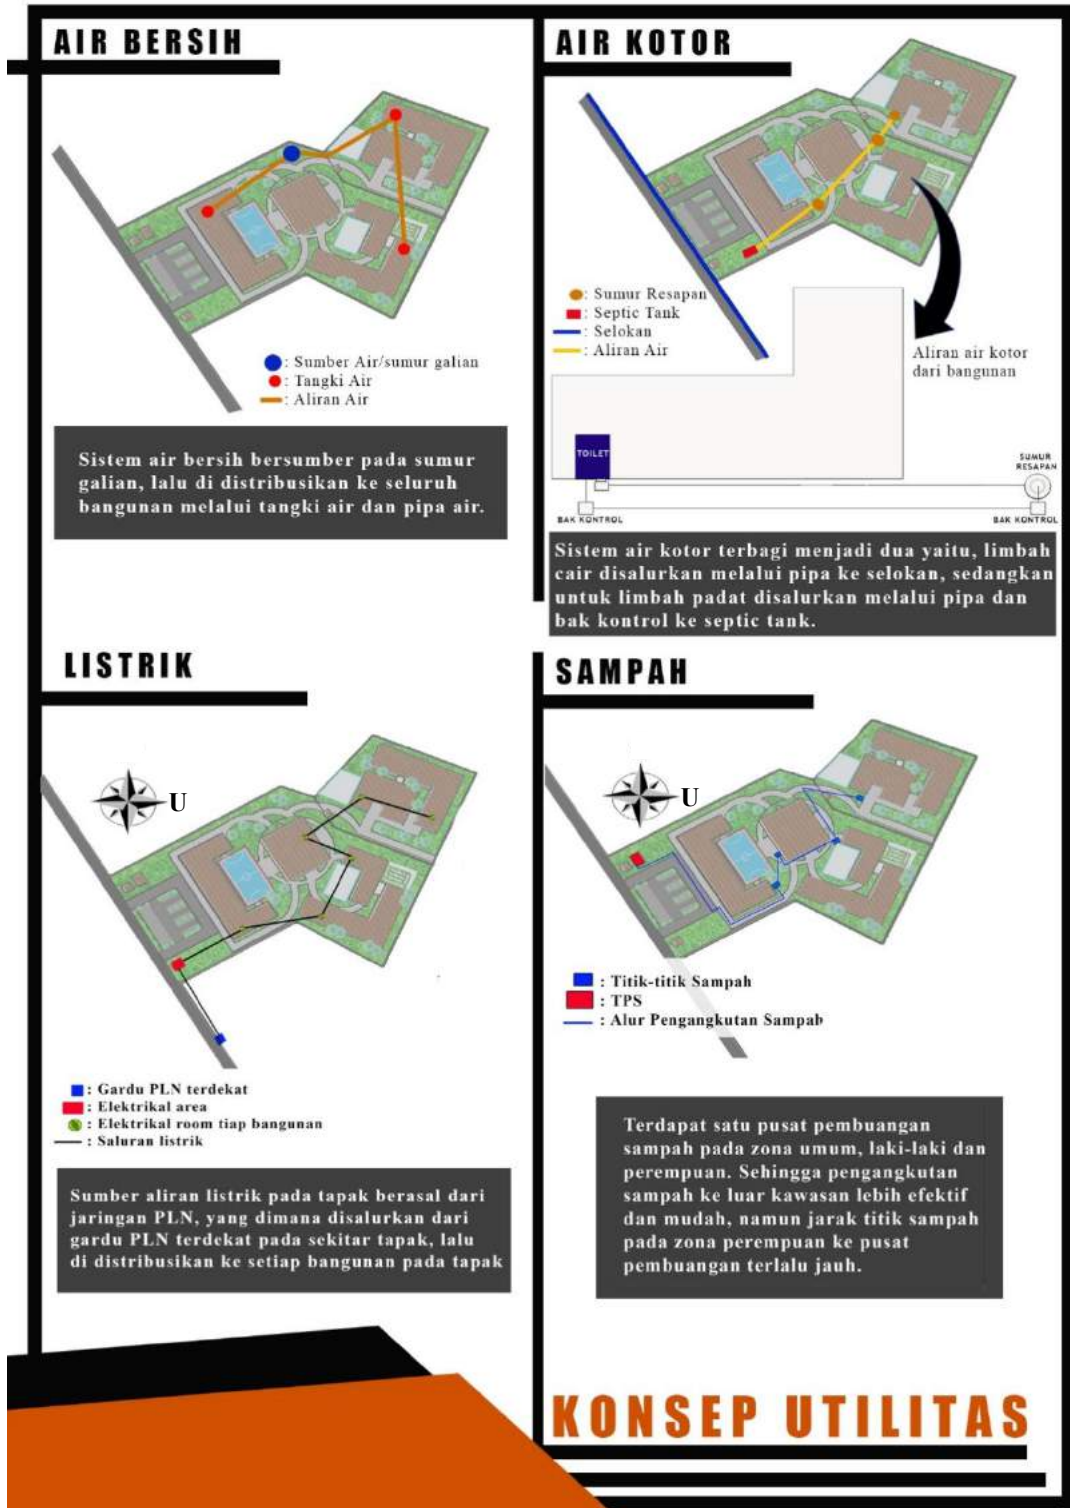 AIR BERSIH
: Sumber Air/sumur galian
: Tangki Air
: Aliran Air
Sistem air bersih bersumber pada sumur
galian, lalu di distribusikan ke seluruh
bangunan melalui tangki air dan pipa air.
AIR KOTOR
: Sumur Resapan
: Septic Tank
: Selokan
: Aliran Air
Aliran air kotor
dari bangunan
TOILET
SUMUR
RESAPAN
BAK KONTROL
BAK KONTROL
Sistem air kotor terbagi menjadi dua yaitu, limbah
cair disalurkan melalui pipa ke selokan, sedangkan
untuk limbah padat disalurkan melalui pipa dan
bak kontrol ke septic tank.
LISTRIK
U
: Gardu PLN terdekat
: Elektrikal area
: Elektrikal room tiap bangunan
: Saluran listrik
Sumber aliran listrik pada tapak berasal dari
jaringan PLN, yang dimana disalurkan dari
gardu PLN terdekat pada sekitar tapak, lalu
di distribusikan ke setiap bangunan pada tapak
SAMPAH
U
: Titik-titik Sampah
: TPS
: Alur Pengangkutan Sampab
Terdapat satu pusat pembuangan
sampah pada zona umum, laki-laki dan
perempuan. Sehingga pengangkutan
sampah ke luar kawasan lebih efektif
dan mudah, namun jarak titik sampah
pada zona perempuan ke pusat
pembuangan terlalu jauh.
KONSEP UTILITAS